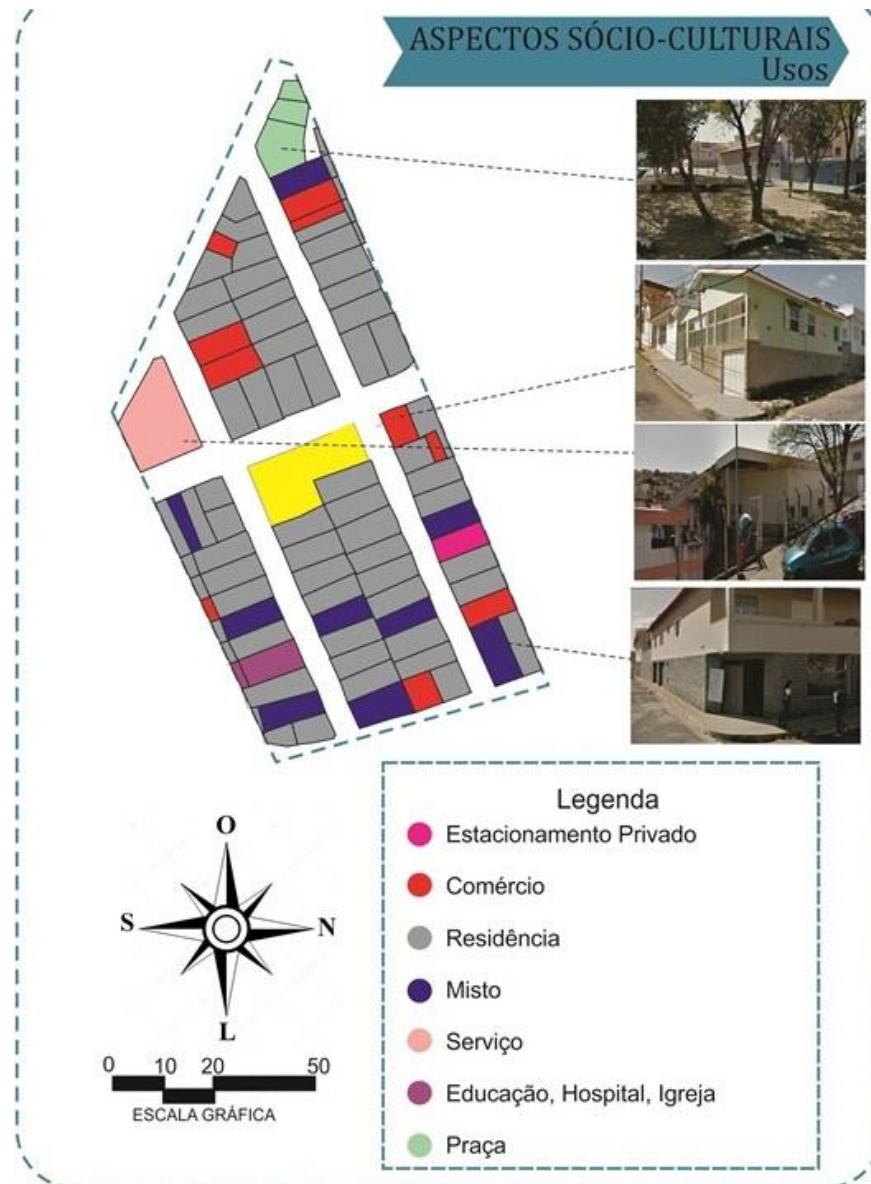 ASPECTOS SÓCIO-CULTURAIS
Usos
O
S
N
L
0 10 20 50
ESCALA GRÁFICA
Legenda
Estacionamento Privado
Comércio
Residência
Misto
Serviço
Educação, Hospital, Igreja
Praça